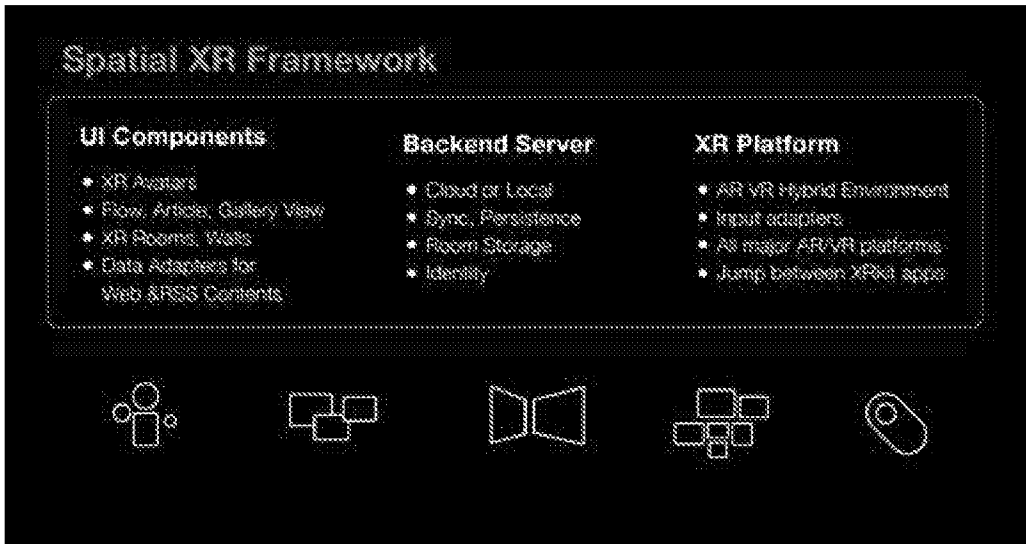 Spatial XR Framework
UI Components
• XR Avatars
• Flow, Article, Gallery View
• XR Rooms, Walls
• Data Adapters for
Web &RSS Contents
Backend Server
• Cloud or Local
• Sync, Persistence
• Room Storage
• Identity
XR Platform
• AR VR Hybrid Environment
• Input adapters
• All major AR/VR platforms
• Jump between XRkit apps